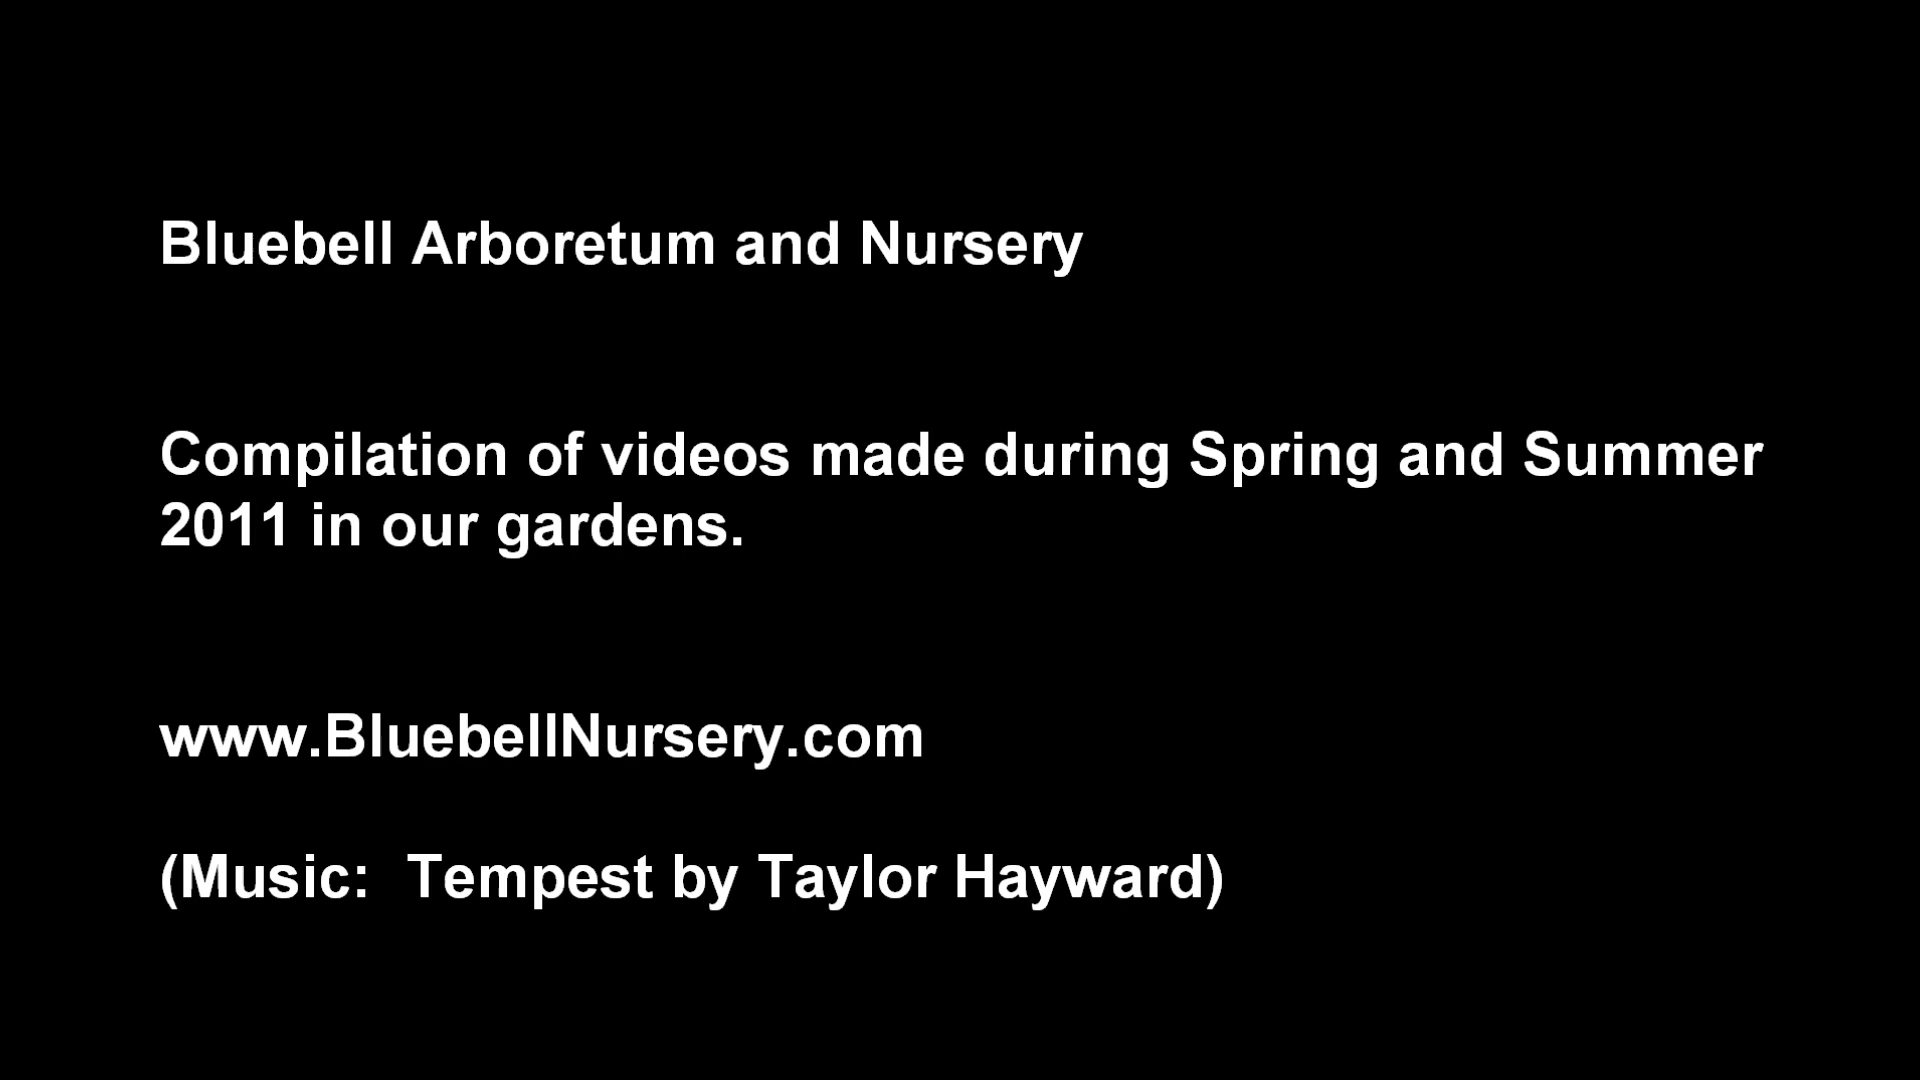 Bluebell Arboretum and Nursery
Compilation of videos made during Spring and Summer
2011 in our gardens.
www.BluebellNursery.com
(Music:  Tempest by Taylor Hayward)